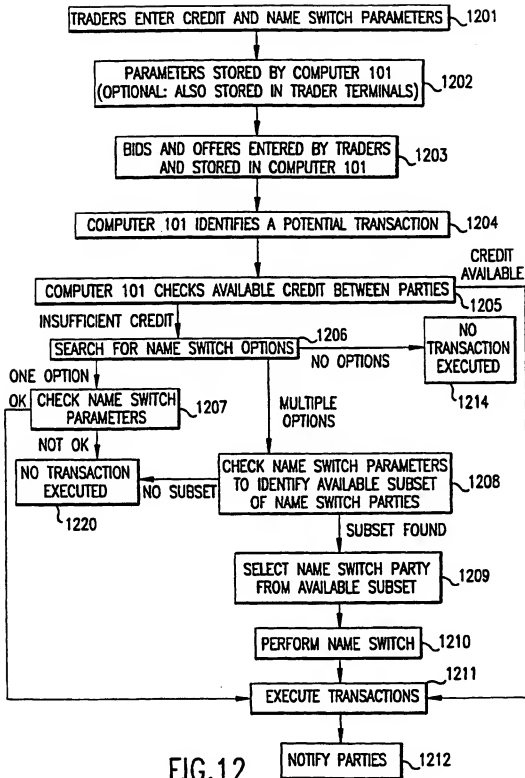 TRADERS ENTER CREDIT AND NAME SWITCH PARAMETERS
1201
PARAMETERS STORED BY COMPUTER 101
(OPTIONAL: ALSO STORED IN TRADER TERMINALS)
1202
BIDS AND OFFERS ENTERED BY TRADERS
AND STORED IN COMPUTER 101
1203
COMPUTER 101 IDENTIFIES A POTENTIAL TRANSACTION
1204
CREDIT
AVAILABLE
COMPUTER 101 CHECKS AVAILABLE CREDIT BETWEEN PARTIES
1205
INSUFFICIENT CREDIT
1206
SEARCH FOR NAME SWITCH OPTIONS
NO OPTIONS
NO
TRANSACTION
EXECUTED
1214
ONE OPTION
OK
CHECK NAME SWITCH
PARAMETERS
1207
MULTIPLE
OPTIONS
NOT OK
NO TRANSACTION
EXECUTED
1220
NO SUBSET
CHECK NAME SWITCH PARAMETERS
TO IDENTIFY AVAILABLE SUBSET
OF NAME SWITCH PARTIES
1208
SUBSET FOUND
SELECT NAME SWITCH PARTY
FROM AVAILABLE SUBSET
1209
PERFORM NAME SWITCH
1210
1211
EXECUTE TRANSACTIONS
NOTIFY PARTIES
1212
FIG.12